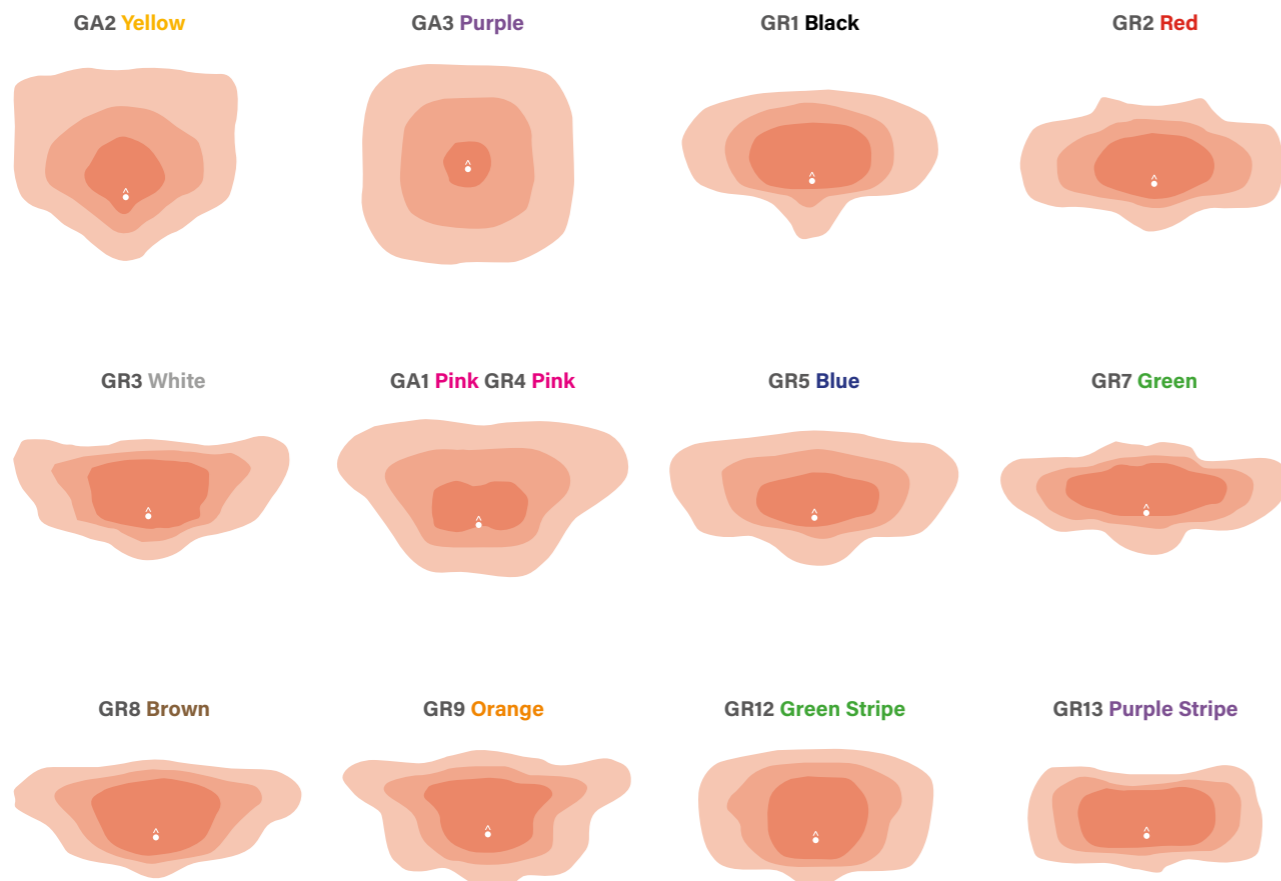 GA2 Yellow
GA3 Purple
GR1 Black
GR2 Red
GR3 White
GA1 Pink GR4 Pink
GR5 Blue
GR7 Green
GR8 Brown
GR9 Orange
GR12 Green Stripe
GR13 Purple Stripe